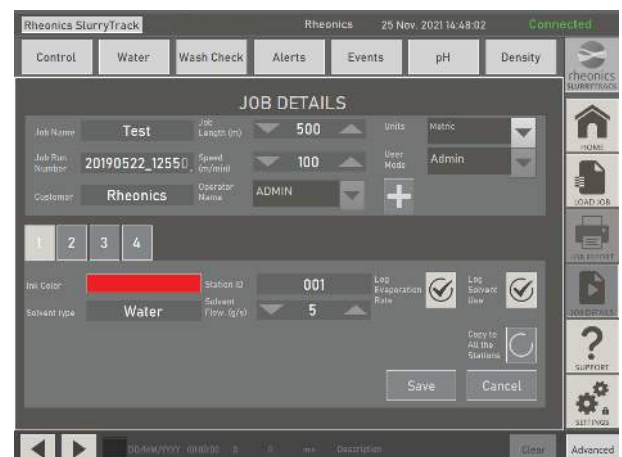 Rheonics SlurryTrack Rheonics 25 Nov. 2021 14:48:02 Connected
Control Water Wash Check Alerts Events pH Density
rheonics
SLURRYTRACK
JOB DETAILS
Job Name Test Job Length (m) 500 Units Metric
Job Run Number 20190522_1255 Speed (m/min) 100 User Mode Admin
Customer Rheonics Operator Name ADMIN
HOME
LOAD JOB
1 2 3 4
JOB REPORT
Ink Color Station ID 001 Log Evaporation Rate Log Solvent Use
JOB DETAILS
Solvent type Water Solvent Flow (g/s) 5
Copy to All the Stations
SUPPORT
Save Cancel
SETTINGS
DD/MM/YYYY 00:00:00 Description Clear Advanced